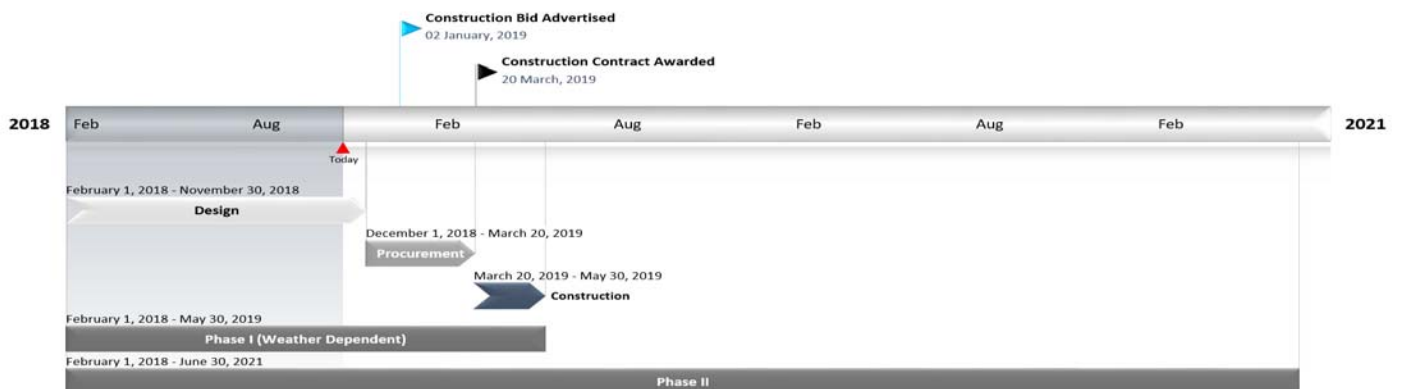 Construction Bid Advertised
02 January, 2019
Construction Contract Awarded
20 March, 2019
2018 Feb Aug Feb Aug Feb Aug Feb 2021
Today
February 1, 2018 - November 30, 2018
Design
December 1, 2018 - March 20, 2019
Procurement
March 20, 2019 - May 30, 2019
Construction
February 1, 2018 - May 30, 2019
Phase I (Weather Dependent)
February 1, 2018 - June 30, 2021
Phase II